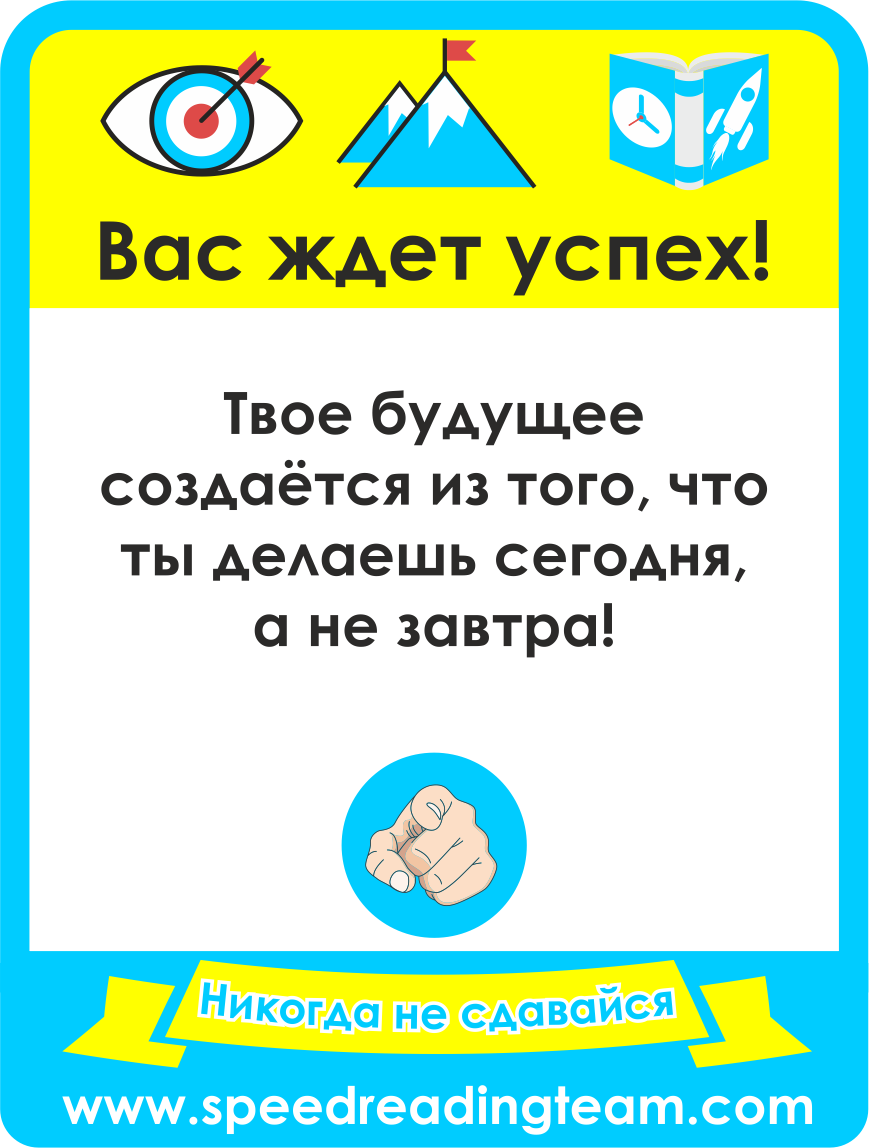 Вас ждет успех!
Твое будущее
создаётся из того, что
ты делаешь сегодня,
а не завтра!
Никогда не сдавайся
www.speedreadingteam.com